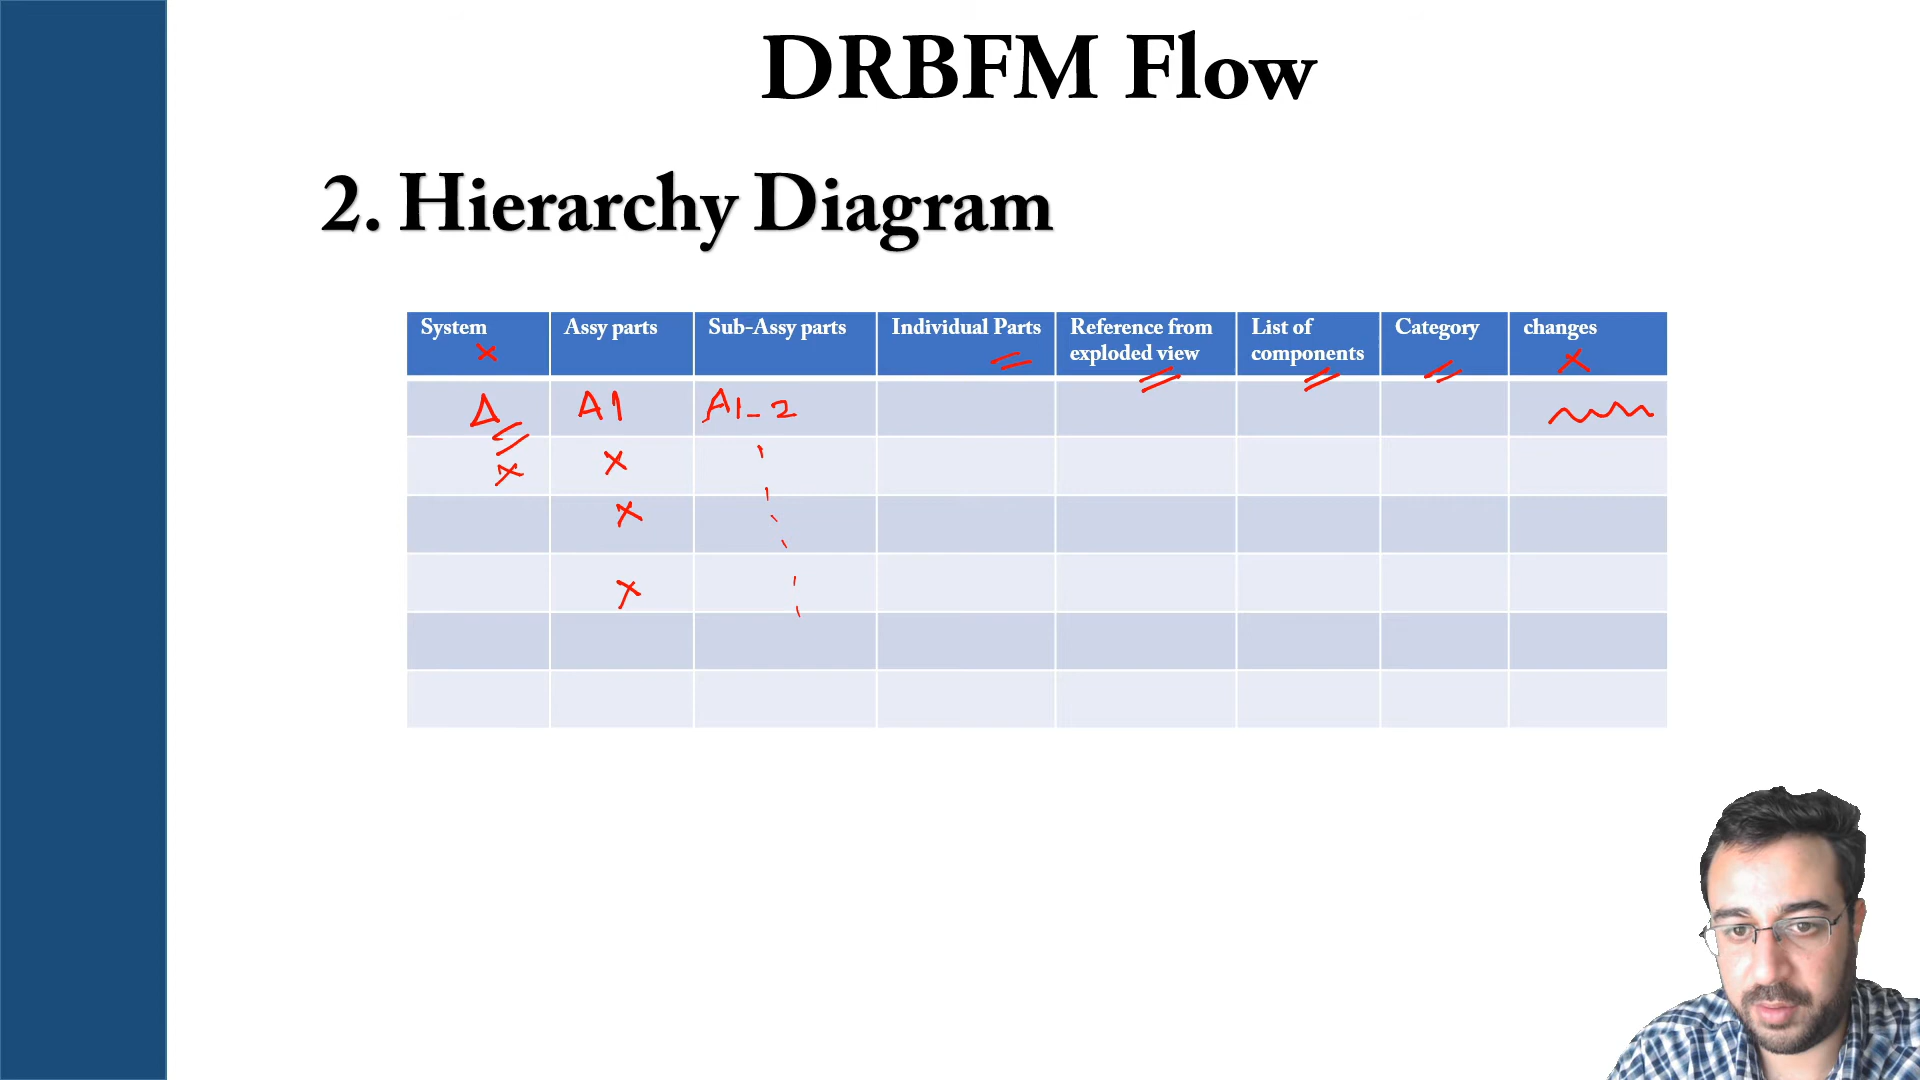 DRBFM Flow
2. Hierarchy Diagram
System
Assy parts
Sub-Assy parts
Individual Parts
Reference from
exploded view
List of
components
Category
changes
A A1 A1-2